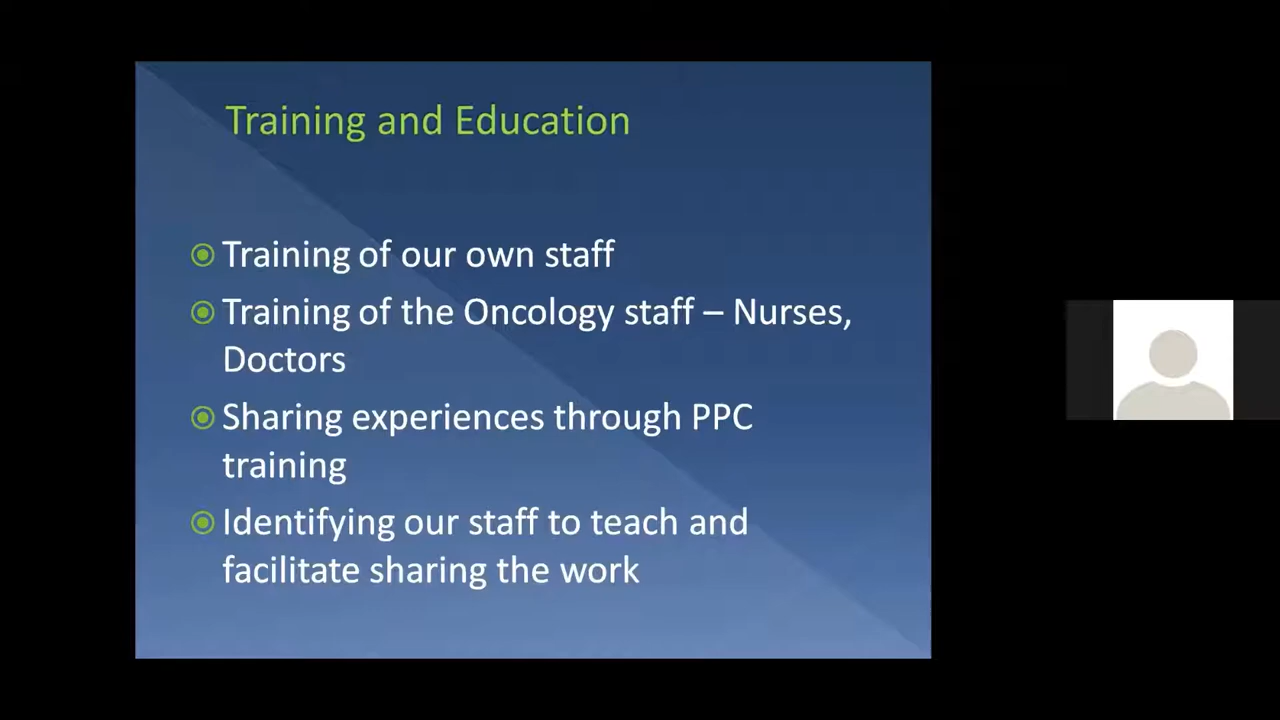 Training and Education
Training of our own staff
Training of the Oncology staff – Nurses,
Doctors
Sharing experiences through PPC
training
Identifying our staff to teach and
facilitate sharing the work